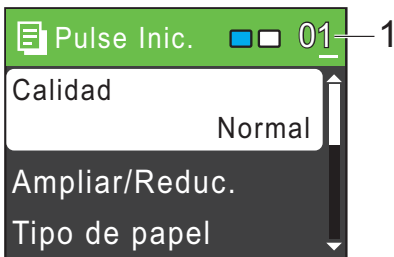 Pulse Inic. 01 1
Calidad
Normal
Ampliar/Reduc.
Tipo de papel